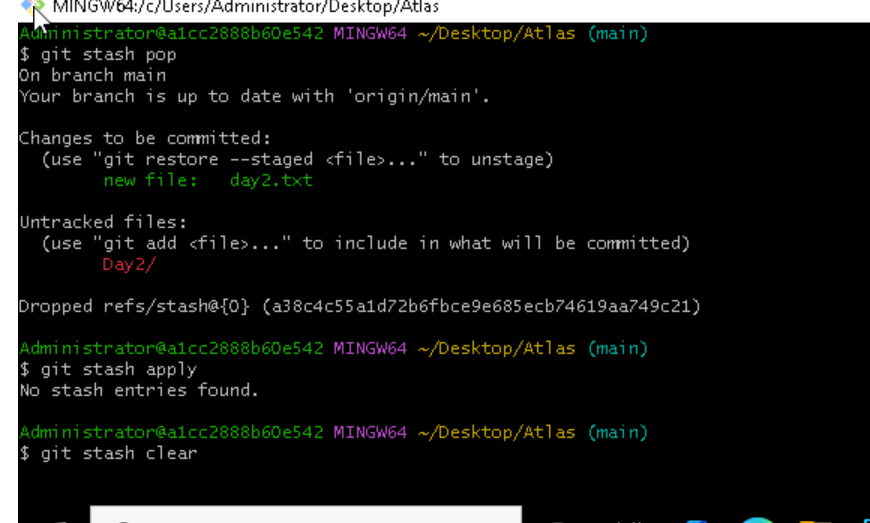 MINGW64:/c/Users/Administrator/Desktop/Atlas
Administrator@a1cc2888b60e542 MINGW64 ~/Desktop/Atlas (main)
$ git stash pop
On branch main
Your branch is up to date with 'origin/main'.
Changes to be committed:
(use "git restore --staged <file>..." to unstage)
new file: day2.txt
Untracked files:
(use "git add <file>..." to include in what will be committed)
Day2/
Dropped refs/stash@{0} (a38c4c55a1d72b6fbce9e685ecb74619aa749c21)
Administrator@a1cc2888b60e542 MINGW64 ~/Desktop/Atlas (main)
$ git stash apply
No stash entries found.
Administrator@a1cc2888b60e542 MINGW64 ~/Desktop/Atlas (main)
$ git stash clear